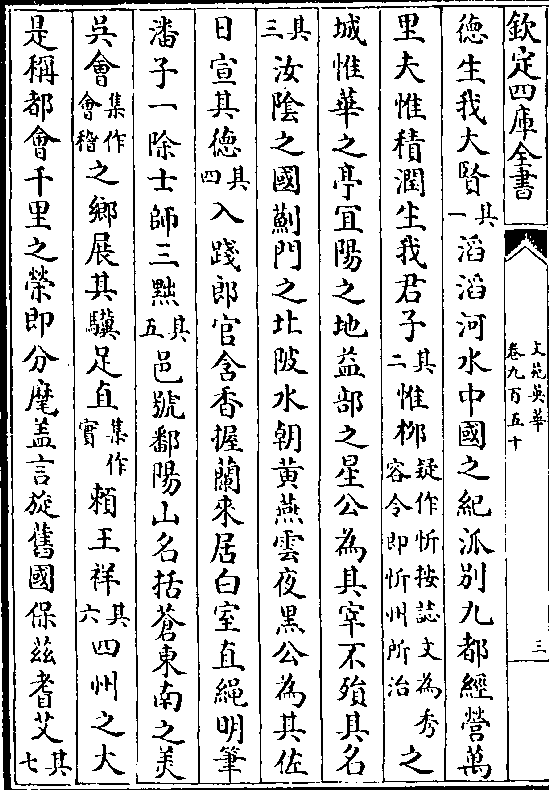 欽定四庫全書
文苑英華
卷九百五十
三
德生我大賢其一滔滔河水中國之紀泒別九都經營萬
里夫惟積潤生我君子其二惟栁疑作忻按誌文為秀容令即忻州所治之
城惟華之亭宜陽之地益部之星公為其宰不殞其名
其三汝陰之國薊門之北陂水朝黃燕雲夜黑公為其佐
日宣其德其四入踐郎官含香握蘭來居白室直繩明筆
潘子一除士師三黜其五邑號鄱陽山名括蒼東南之美
吳會集作會稽之鄉展其驥足直集作實賴王祥其六四州之大
是稱都會千里之榮即分麾盖言旋舊國保茲耆艾其七